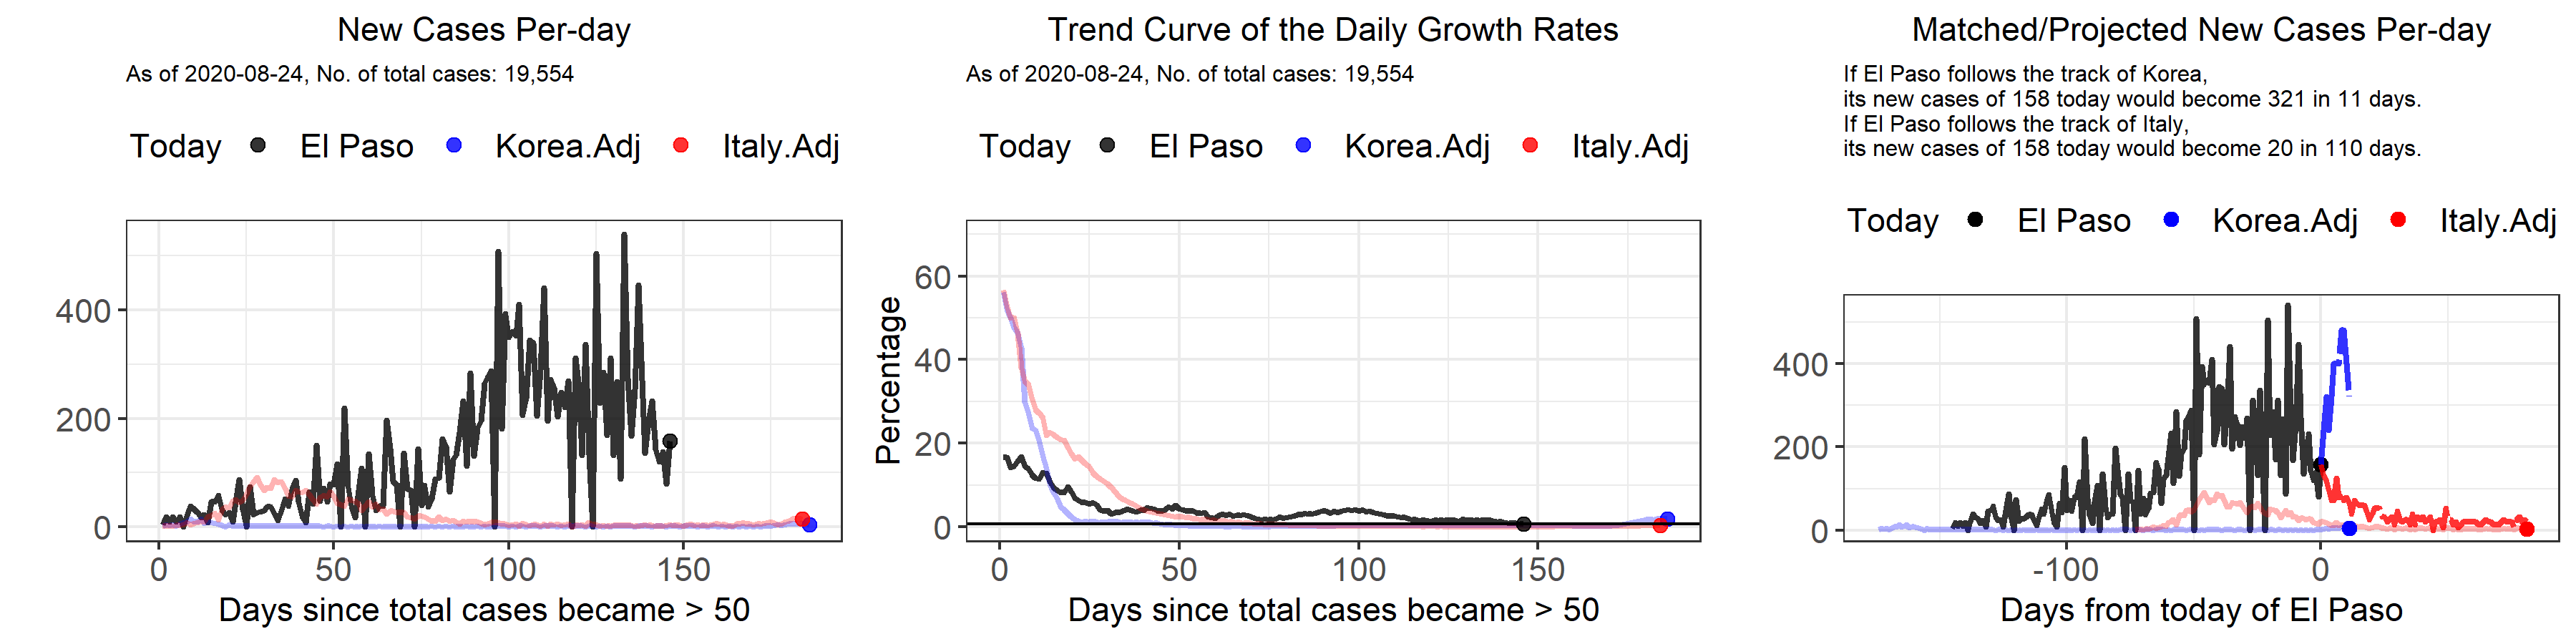 New Cases Per-day
As of 2020-08-24, No. of total cases: 19,554
Today El Paso Korea.Adj Italy.Adj
400
200
0
0 50 100 150
Days since total cases became > 50
Trend Curve of the Daily Growth Rates
As of 2020-08-24, No. of total cases: 19,554
Today El Paso Korea.Adj Italy.Adj
Percentage
60
40
20
0
0 50 100 150
Days since total cases became > 50
Matched/Projected New Cases Per-day
If El Paso follows the track of Korea,
its new cases of 158 today would become 321 in 11 days.
If El Paso follows the track of Italy,
its new cases of 158 today would become 20 in 110 days.
Today El Paso Korea.Adj Italy.Adj
400
200
0
-100 0
Days from today of El Paso